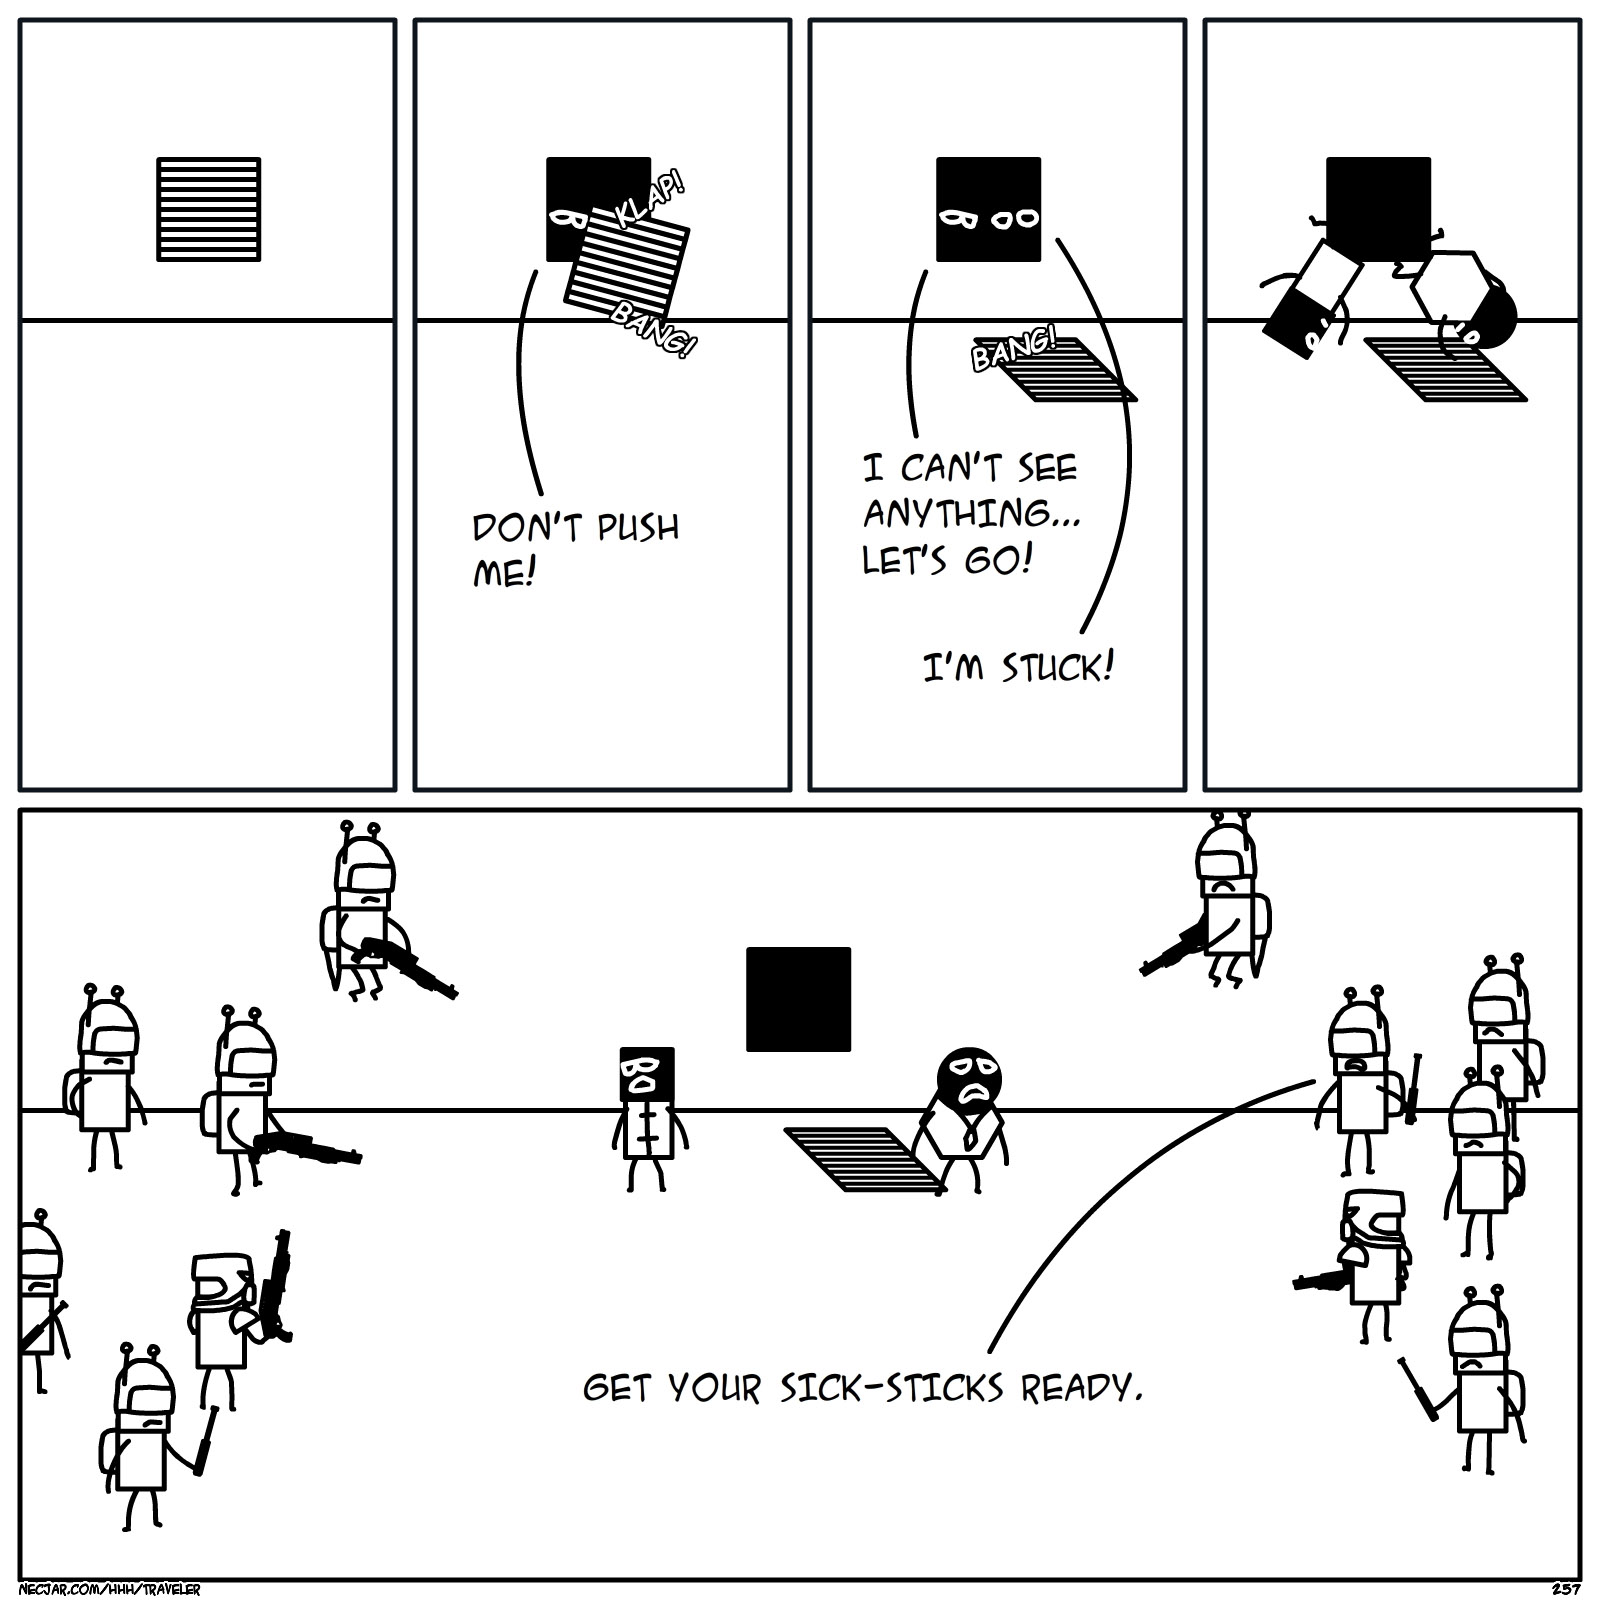 KLAP!
BANG!
DON'T PUSH
ME!
BANG!
I CAN'T SEE
ANYTHING...
LET'S GO!
I'M STUCK!
GET YOUR SICK-STICKS READY.
NECJAR.COM/HHH/TRAVELER
257